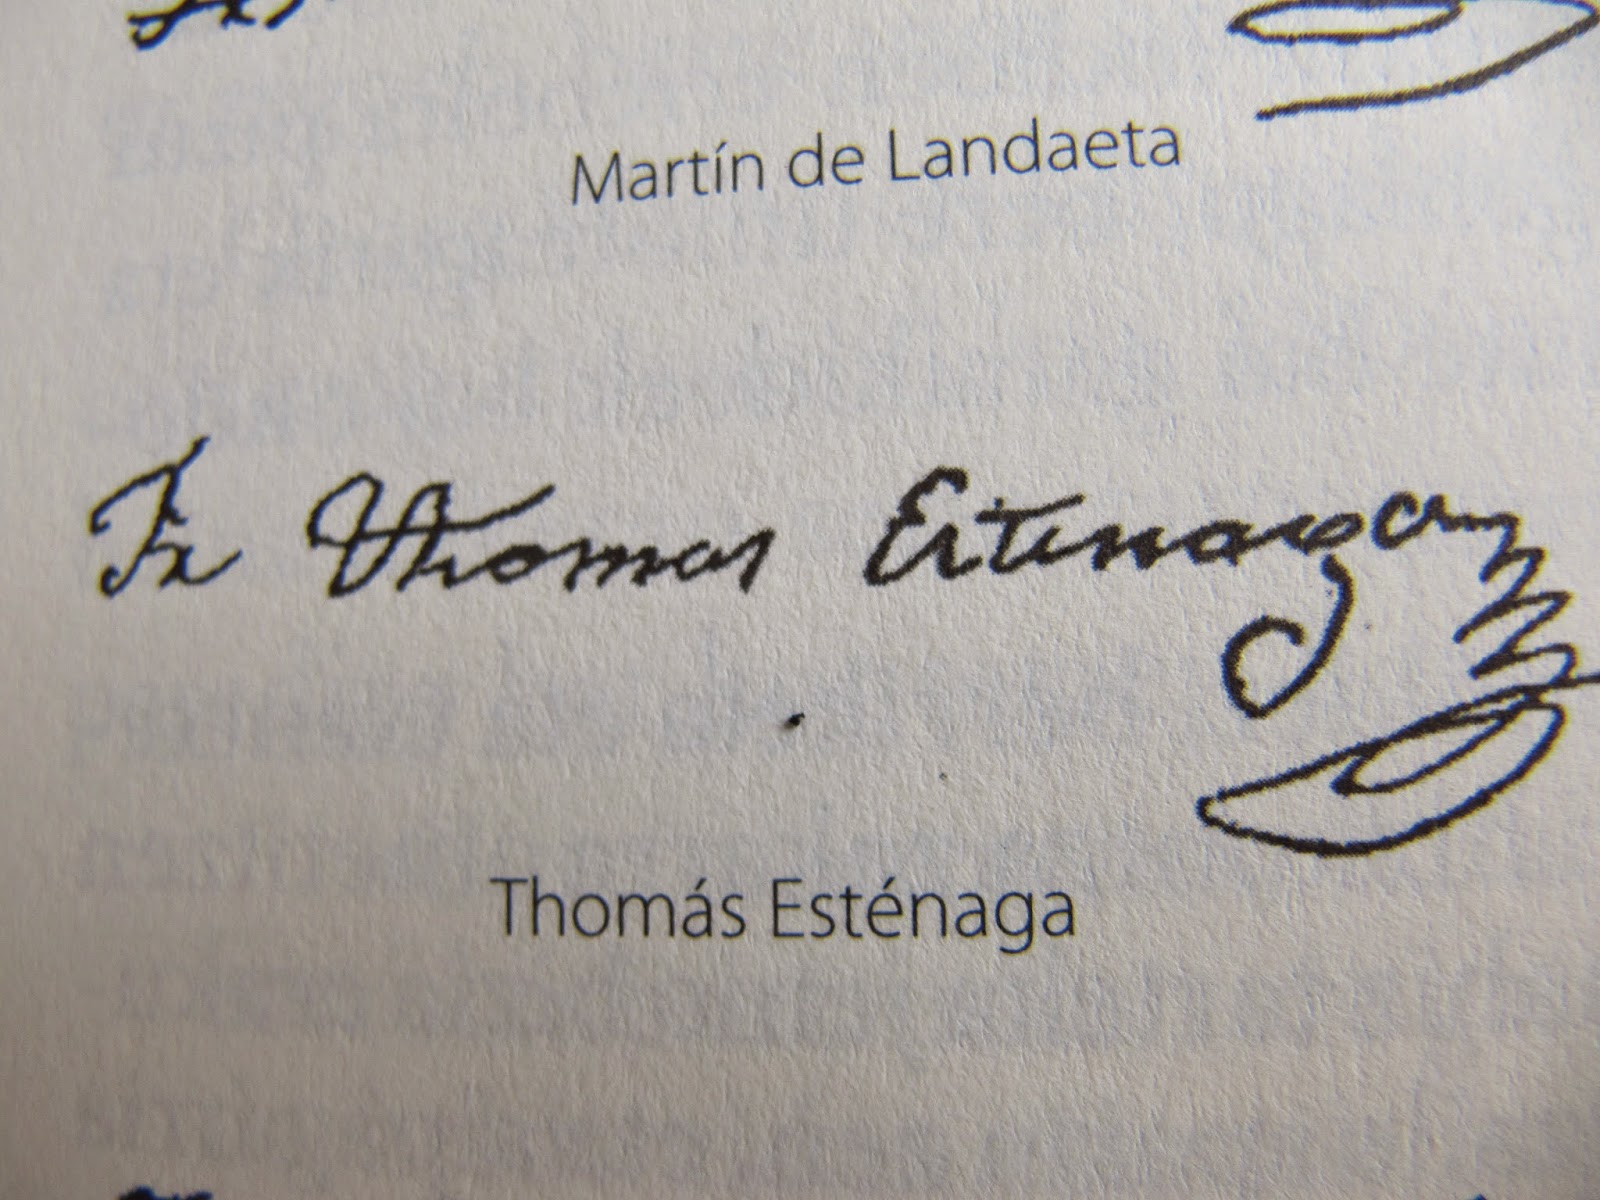 Martín de Landaeta
Fr Thomas Estenaga
Thomás Esténaga